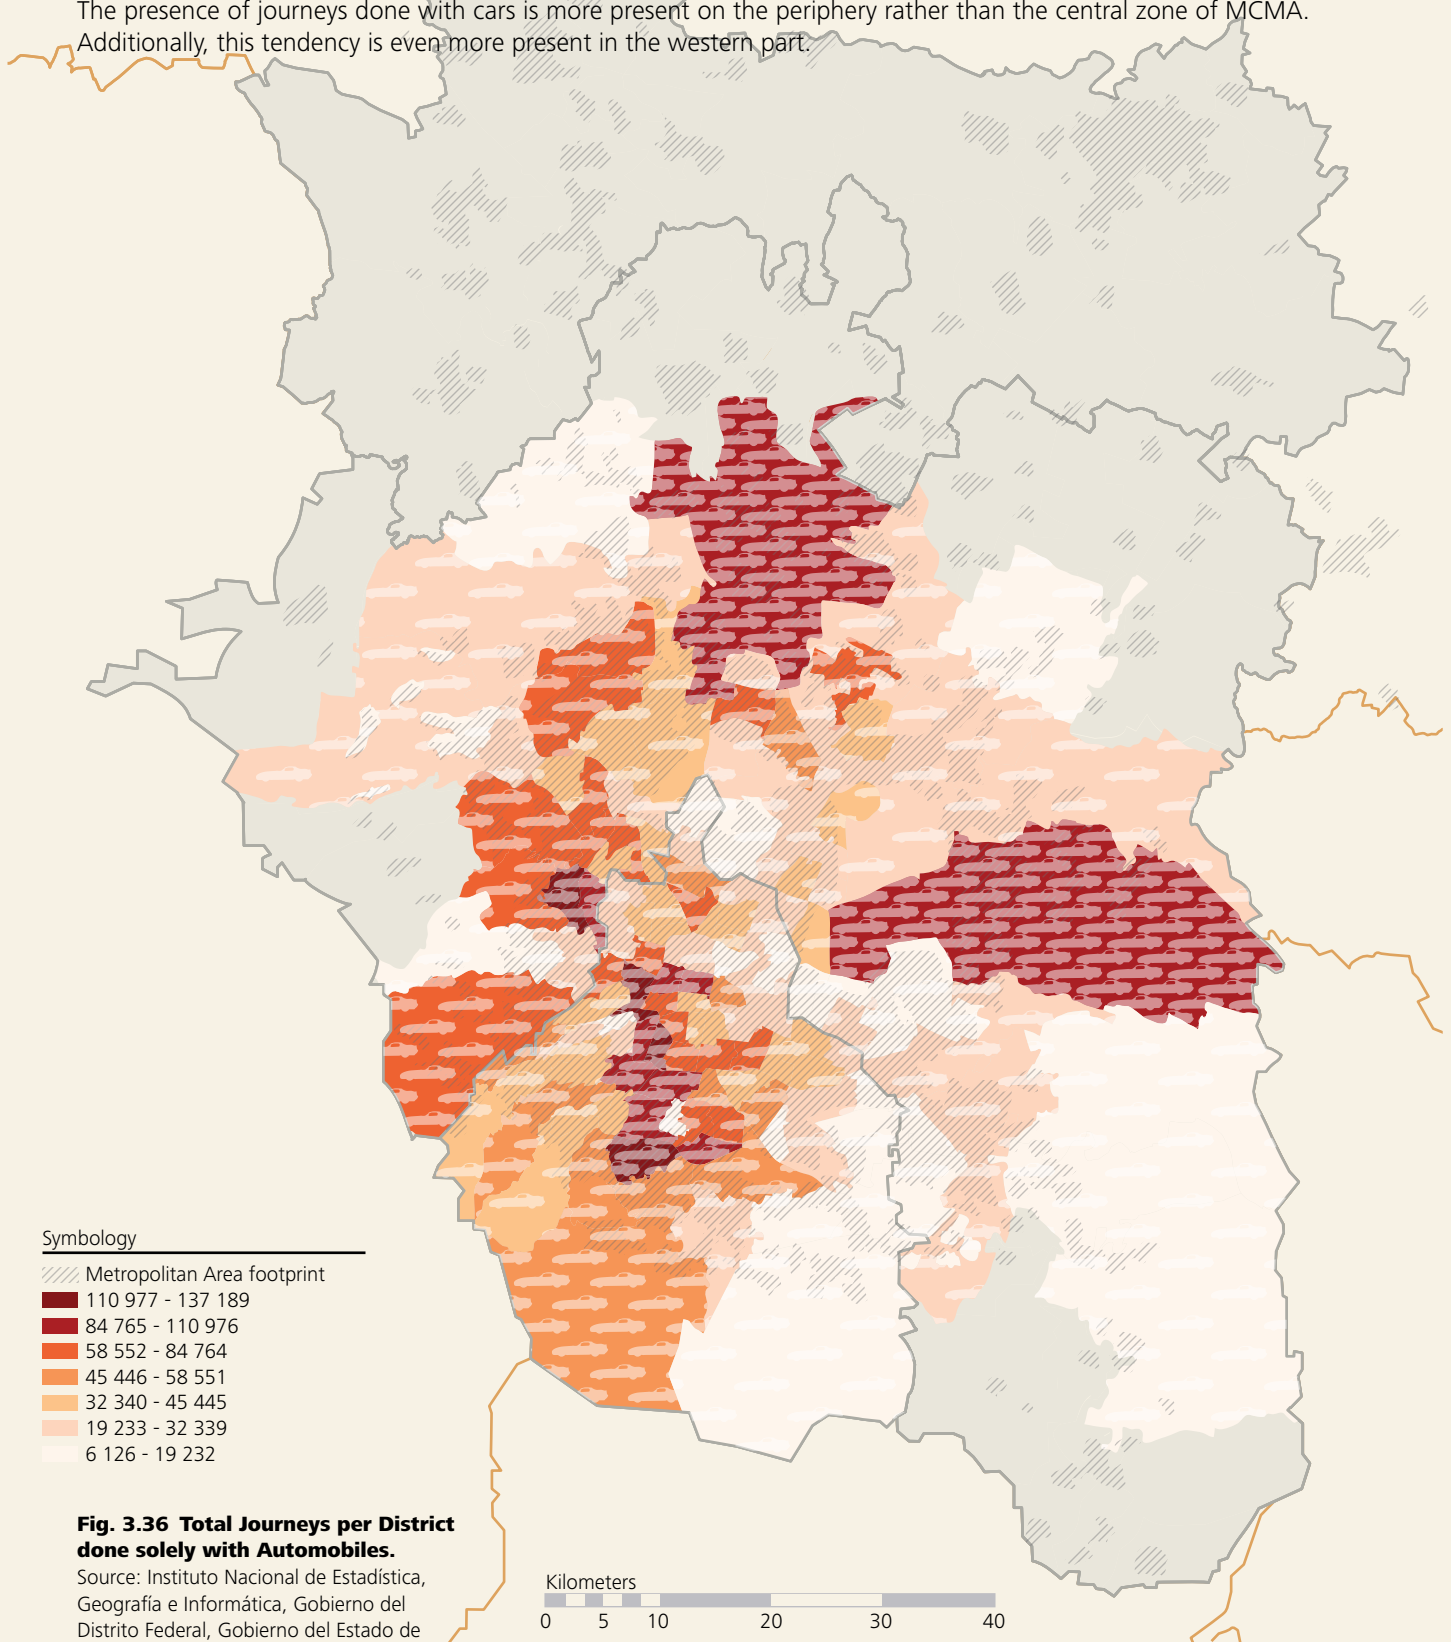 The presence of journeys done with cars is more present on the periphery rather than the central zone of MCMA.
Additionally, this tendency is even more present in the western part.
Symbology
Metropolitan Area footprint
110 977 - 137 189
84 765 - 110 976
58 552 - 84 764
45 446 - 58 551
32 340 - 45 445
19 233 - 32 339
6 126 - 19 232
Fig. 3.36 Total Journeys per District
done solely with Automobiles.
Source: Instituto Nacional de Estadística,
Geografía e Informática, Gobierno del
Distrito Federal, Gobierno del Estado de
Kilometers
0 5 10 20 30 40